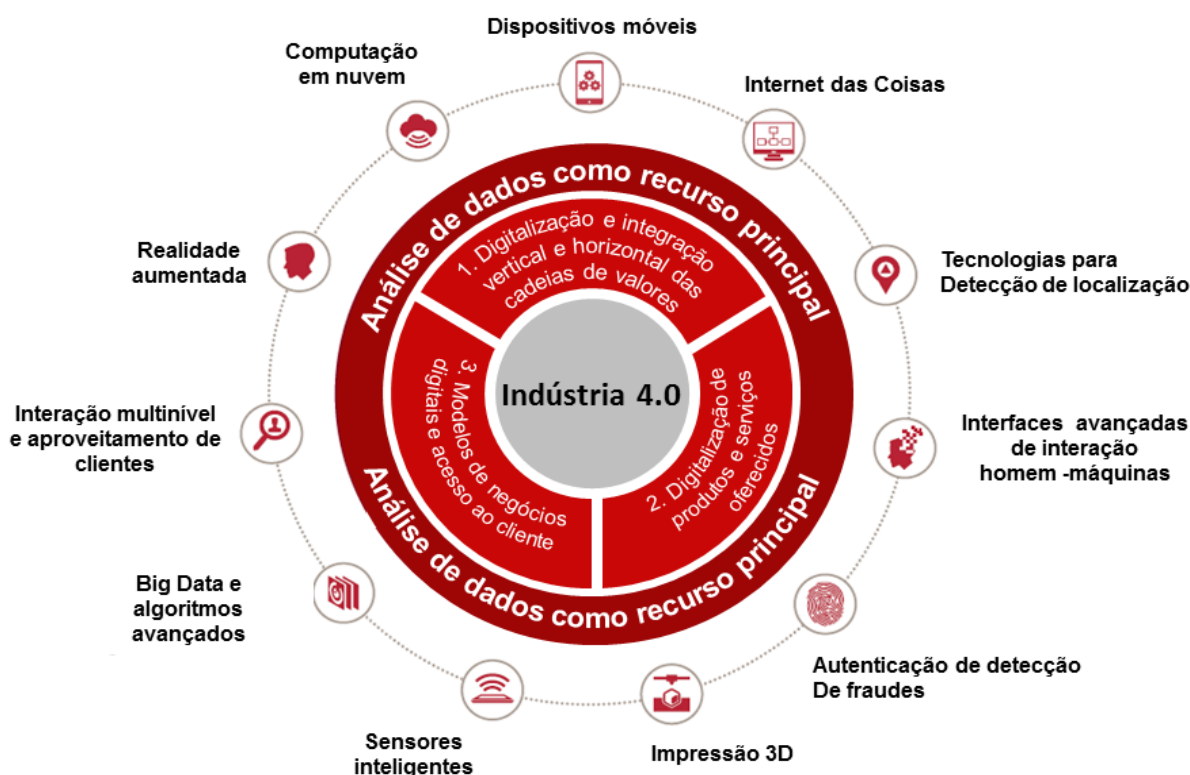 Dispositivos móveis
Computação
em nuvem
Internet das Coisas
Realidade
aumentada
Tecnologias para
Detecção de localização
Análise de dados como recurso principal
1. Digitalização e integração
vertical e horizontal das
cadeias de valores
Indústria 4.0
3. Modelos de negócios
digitais e acesso ao cliente
2. Digitalização de
produtos e serviços
oferecidos
Análise de dados como recurso principal
Interação multinível
e aproveitamento de
clientes
Interfaces avançadas
de interação
homem -máquinas
Big Data e
algoritmos
avançados
Autenticação de detecção
De fraudes
Sensores
inteligentes
Impressão 3D